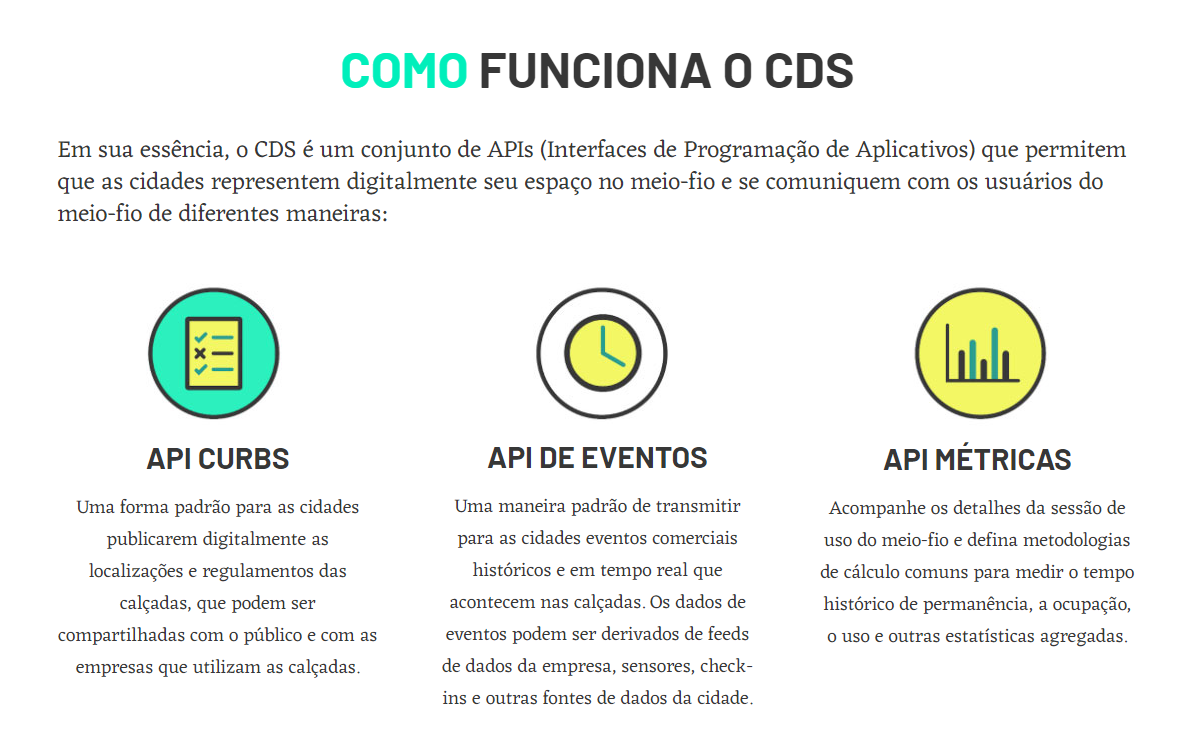 COMO FUNCIONA O CDS
Em sua essência, o CDS é um conjunto de APIs (Interfaces de Programação de Aplicativos) que permitem
que as cidades representem digitalmente seu espaço no meio-fio e se comuniquem com os usuários do
meio-fio de diferentes maneiras:
API CURBS
Uma forma padrão para as cidades
publicarem digitalmente as
localizações e regulamentos das
calçadas, que podem ser
compartilhadas com o público e com as
empresas que utilizam as calçadas.
API DE EVENTOS
Uma maneira padrão de transmitir
para as cidades eventos comerciais
históricos e em tempo real que
acontecem nas calçadas. Os dados de
eventos podem ser derivados de feeds
de dados da empresa, sensores, check-
ins e outras fontes de dados da cidade.
API MÉTRICAS
Acompanhe os detalhes da sessão de
uso do meio-fio e defina metodologias
de cálculo comuns para medir o tempo
histórico de permanência, a ocupação,
o uso e outras estatísticas agregadas.